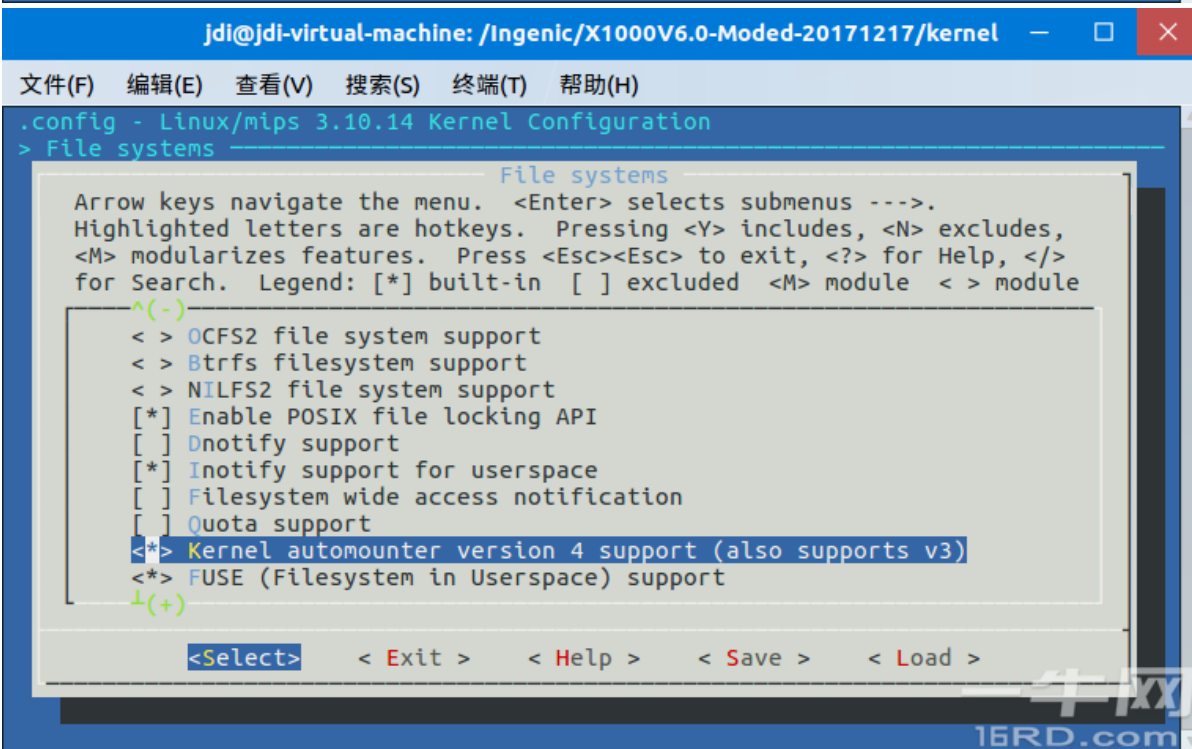 jdi@jdi-virtual-machine: /Ingenic/X1000V6.0-Moded-20171217/kernel
文件(F) 编辑(E) 查看(V) 搜索(S) 终端(T) 帮助(H)
.config - Linux/mips 3.10.14 Kernel Configuration
> File systems
File systems
Arrow keys navigate the menu. <Enter> selects submenus --->.
Highlighted letters are hotkeys. Pressing <Y> includes, <N> excludes,
<M> modularizes features. Press <Esc><Esc> to exit, <?> for Help, </>
for Search. Legend: [*] built-in [ ] excluded <M> module < > module
^(-)
< > OCFS2 file system support
< > Btrfs filesystem support
< > NILFS2 file system support
[*] Enable POSIX file locking API
[ ] Dnotify support
[*] Inotify support for userspace
[ ] Filesystem wide access notification
[ ] Quota support
<*> Kernel automounter version 4 support (also supports v3)
<*> FUSE (Filesystem in Userspace) support
┴(+)
<Select> < Exit > < Help > < Save > < Load >
一牛网
16RD.com